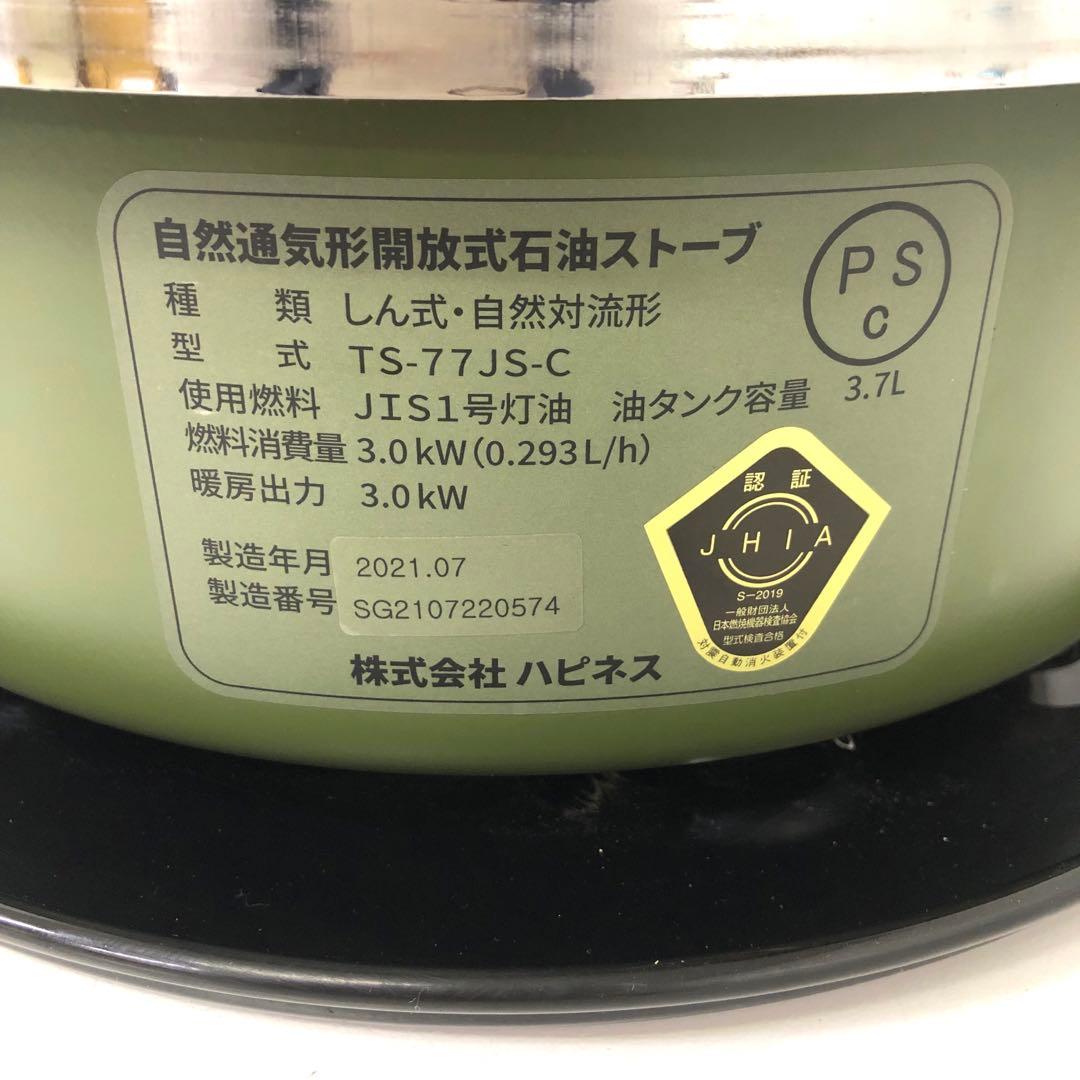 自然通気形開放式石油ストーブ
PSc
種類 しん式・自然対流形
型式 TS-77JS-C
使用燃料 JIS1号灯油 油タンク容量 3.7L
燃料消費量 3.0kW(0.293L/h)
暖房出力 3.0kW
製造年月 2021.07
製造番号 SG2107220574
株式会社 ハピネス
認証
JHIA
S-2019
一般財団法人
日本燃焼機器検査協会
型式検査合格
対震自動消火装置付